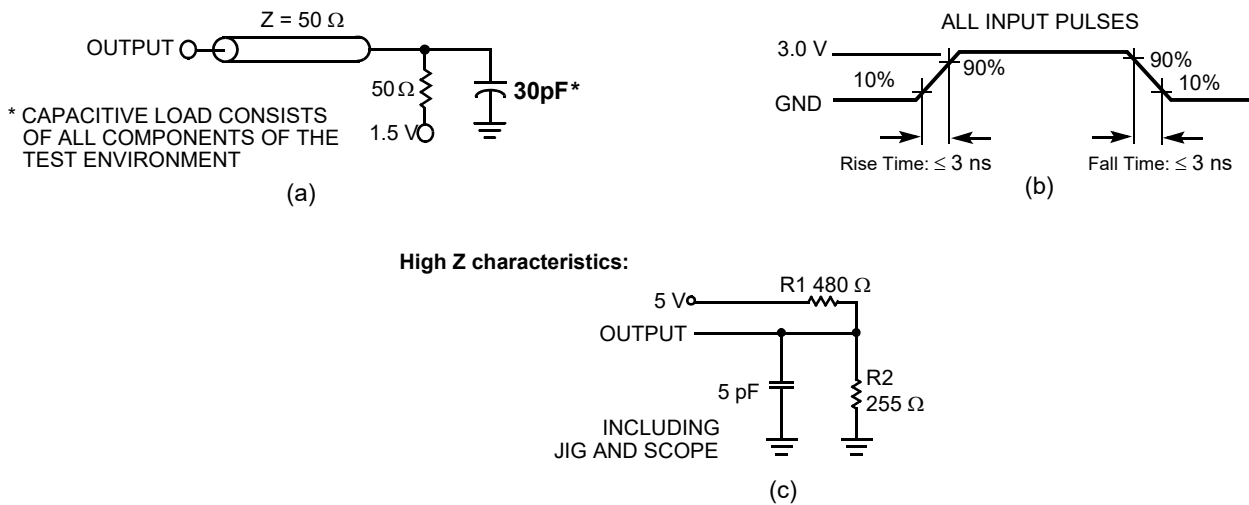 Z = 50 Ω
OUTPUT
50 Ω
30pF*
1.5 V
* CAPACITIVE LOAD CONSISTS
OF ALL COMPONENTS OF THE
TEST ENVIRONMENT
(a)
ALL INPUT PULSES
3.0 V
GND
10%
90%
90%
10%
Rise Time: ≤ 3 ns
Fall Time: ≤ 3 ns
(b)
High Z characteristics:
R1 480 Ω
5 V
OUTPUT
5 pF
R2
255 Ω
INCLUDING
JIG AND SCOPE
(c)